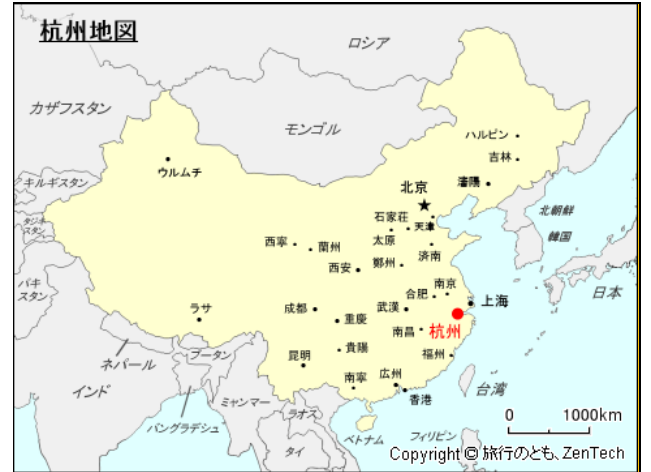 杭州地図
ロシア
カザフスタン
モンゴル
ハルビン
吉林
ウルムチ
瀋陽
キルギスタン
北京
タジキ
スタン
石家荘
天津
北朝鮮
韓国
西寧
蘭州
太原
済南
西安
鄭州
パキ
スタン
合肥
南京
日本
上海
ラサ
成都
武漢
重慶
杭州
南昌
ネパール
ブータン
昆明
貴陽
福州
インド
ミャンマー
南寧
広州
香港
台湾
バングラデシュ
ラオス
0 1000km
タイ
ベトナム
フィリピン
Copyright © 旅行のとも、ZenTech